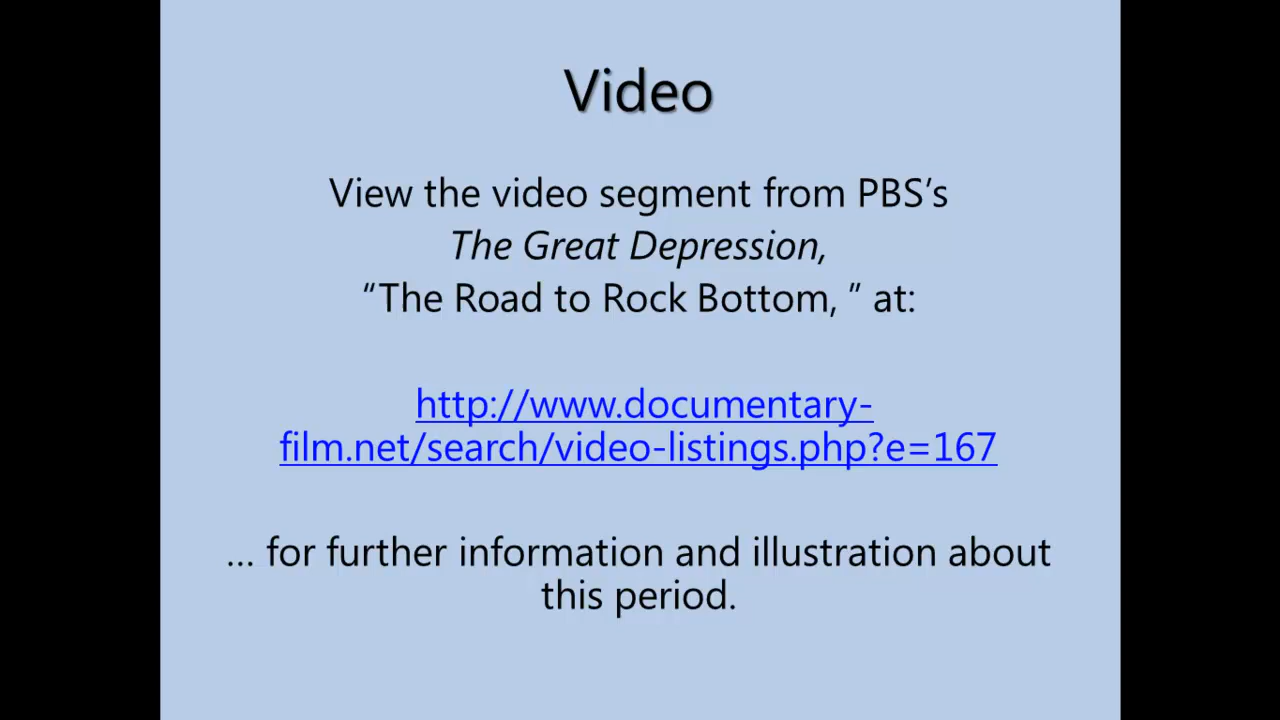 Video
View the video segment from PBS’s
The Great Depression,
“The Road to Rock Bottom, ” at:
http://www.documentary-
film.net/search/video-listings.php?e=167
… for further information and illustration about
this period.